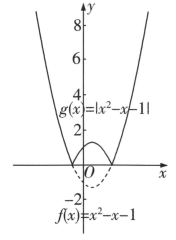 y
8
6
4
g(x)=|x²-x-1|
2
O
x
-2
f(x)=x²-x-1